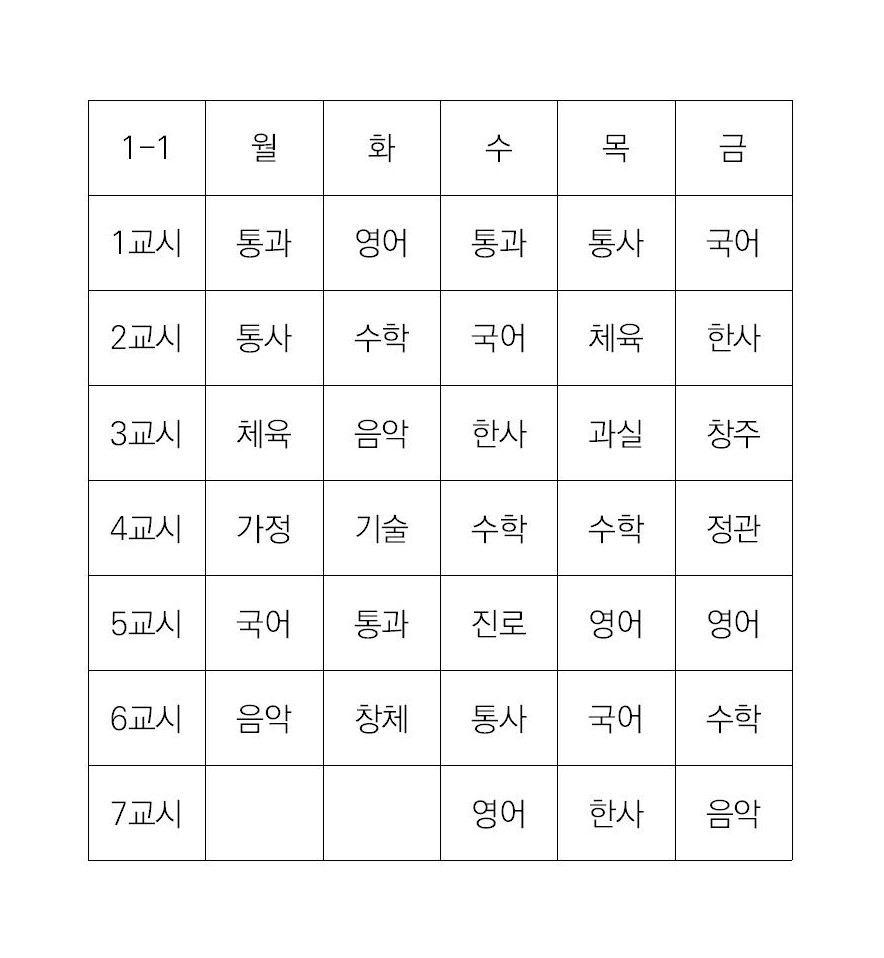 1-1 월 화 수 목 금
1교시 통과 영어 통과 통사 국어
2교시 통사 수학 국어 체육 한사
3교시 체육 음악 한사 과실 창주
4교시 가정 기술 수학 수학 정관
5교시 국어 통과 진로 영어 영어
6교시 음악 창체 통사 국어 수학
7교시 영어 한사 음악